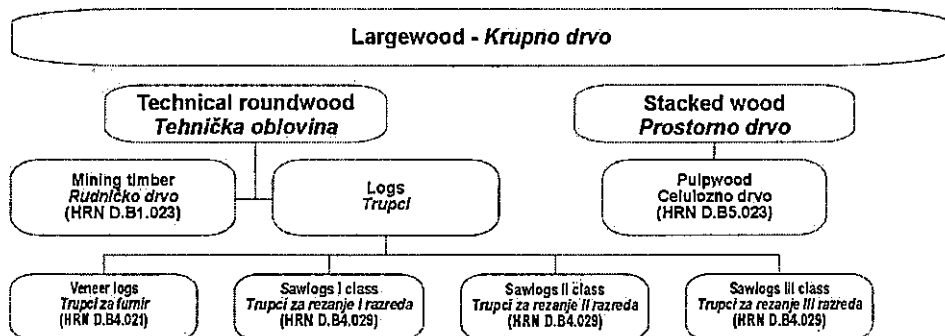 Largewood - Krupno drvo
Technical roundwood
Tehnička oblovina
Stacked wood
Prostorno drvo
Mining timber
Rudničko drvo
(HRN D.B1.023)
Logs
Trupci
Pulpwood
Celulozno drvo
(HRN D.B5.023)
Veneer logs
Trupci za furnir
(HRN D.B4.021)
Sawlogs I class
Trupci za rezanje I razreda
(HRN D.B4.029)
Sawlogs II class
Trupci za rezanje II razreda
(HRN D.B4.029)
Sawlogs III class
Trupci za rezanje III razreda
(HRN D.B4.029)